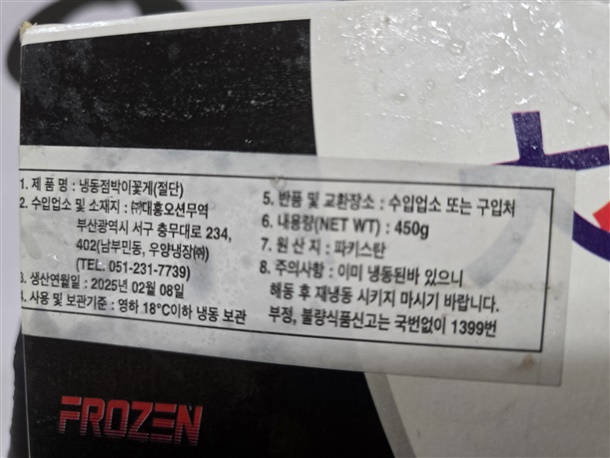 1. 제 품 명 : 냉동점박이꽃게(절단)
2. 수입업소 및 소재지 : ㈜대홍오션무역
부산광역시 서구 충무대로 234,
402(남부민동, 우양냉장㈜)
(TEL. 051-231-7739)
3. 생산연월일 : 2025년 02월 08일
4. 사용 및 보관기준 : 영하 18°C이하 냉동 보관
5. 반품 및 교환장소 : 수입업소 또는 구입처
6. 내용량(NET WT) : 450g
7. 원 산 지 : 파키스탄
8. 주의사항 : 이미 냉동된바 있으니
해동 후 재냉동 시키지 마시기 바랍니다.
부정, 불량식품신고는 국번없이 1399번
FROZEN